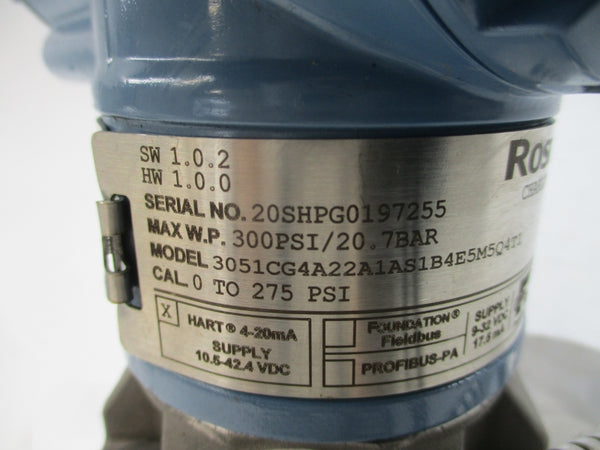 SW 1.0.2
HW 1.0.0
SERIAL NO. 20SHPG0197255
MAX W.P. 300PSI/20.7BAR
MODEL 3051CG4A22A1AS1B4E5M5Q4T1
CAL. 0 TO 275 PSI
X
HART® 4-20mA
SUPPLY
10.5-42.4 VDC
FOUNDATION®
Fieldbus
PROFIBUS-PA
SUPPLY
9-32 VDC
17.5 mA
Ros